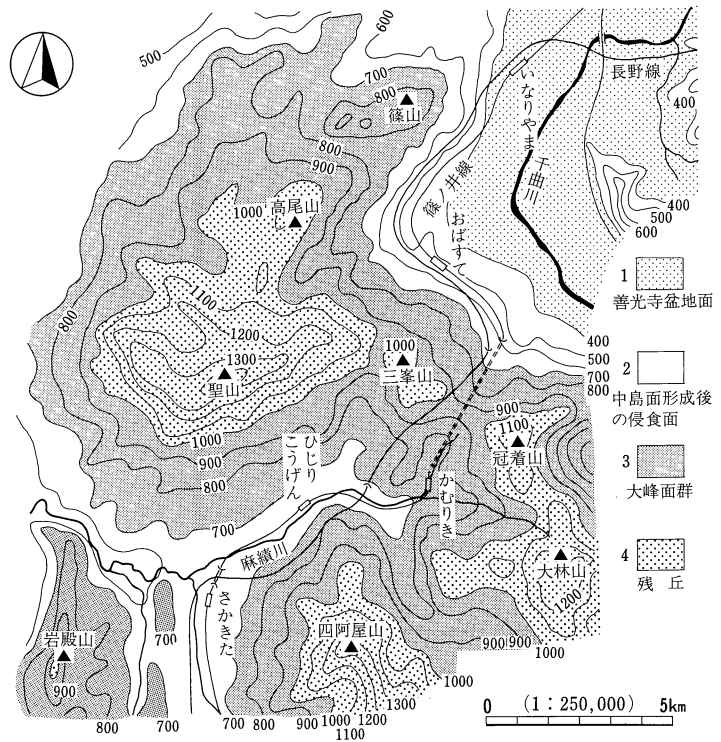 600
500
700
800
篠山
いなりやま
長野線
400
千曲川
篠ノ井線
おばすて
800
900
1000
高尾山
400
500
600
1
善光寺盆地面
800
1100
1200
1300
聖山
1000
三峯山
400
500
700
800
2
中島面形成後
の侵食面
1000
900
800
900
1100
冠着山
ひじり
こうげん
かむりき
3
大峰面群
700
麻績川
大林山
1200
4
残丘
岩殿山
900
700
さかきた
四阿屋山
900
900
1000
1000
800
700
700
800
900
1000
1100
1200
1300
0
(1:250,000)
5km